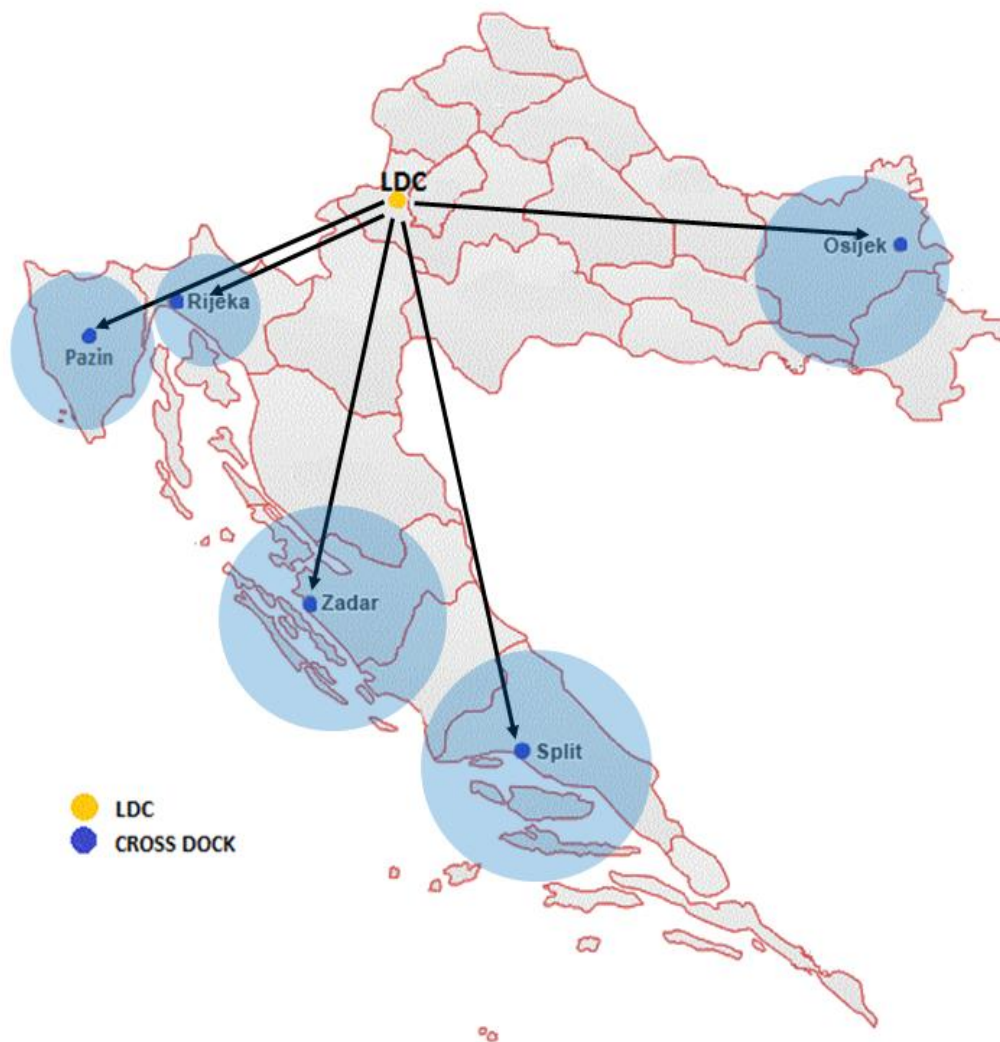 LDC
Osijek
Rijeka
Pazin
Zadar
Split
LDC
CROSS DOCK